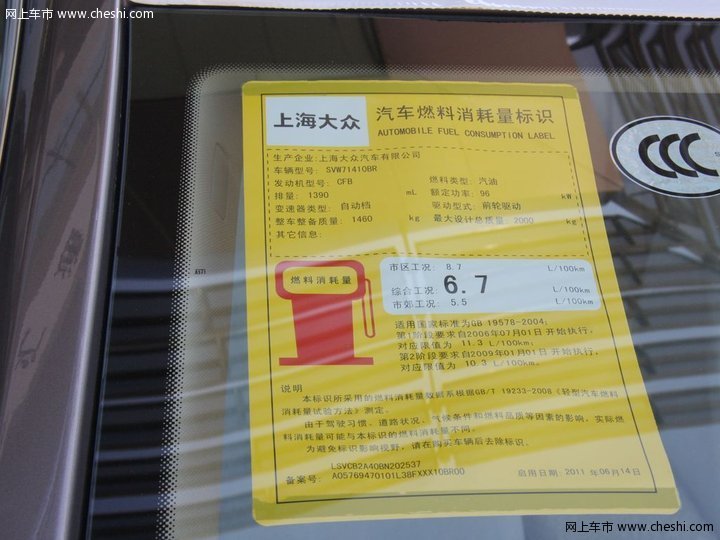 网上车市 · www.cheshi.com
上海大众
汽车燃料消耗量标识
AUTOMOBILE FUEL CONSUMPTION LABEL
生产企业:上海大众汽车有限公司
车辆型号: SVW71410BR
发动机型号: CFB 燃料类型: 汽油
排量: 1390 mL 额定功率: 96 kW
变速器类型: 自动档 驱动型式: 前轮驱动
整车整备质量: 1460 kg 最大设计总质量: 2000 kg
其它信息:
燃料消耗量
市区工况: 8.7 L/100km
综合工况: 6.7 L/100km
市郊工况: 5.5 L/100km
适用国家标准为GB 19578-2004;
第1阶段要求自2006年07月01日 开始执行,
对应限值为 11.3 L/100km;
第2阶段要求自2009年01月01日 开始执行,
对应限值为 10.3 L/100km;
说明
本标识所采用的燃料消耗量数据系根据GB/T 19233-2008《轻型汽车燃料
消耗量试验方法》测定。
由于驾驶习惯、道路状况、气候条件和燃料品质等因素的影响，实际燃
料消耗量可能与本标识的燃料消耗量不同。
为避免标识影响视野，请在购买车辆后去除标识。
LSVCB2A40BN202537
备案号: A05769470101L38FXXX10BR00 启用日期: 2011 年06月14日
CCC
S
网上车市 · www.cheshi.com